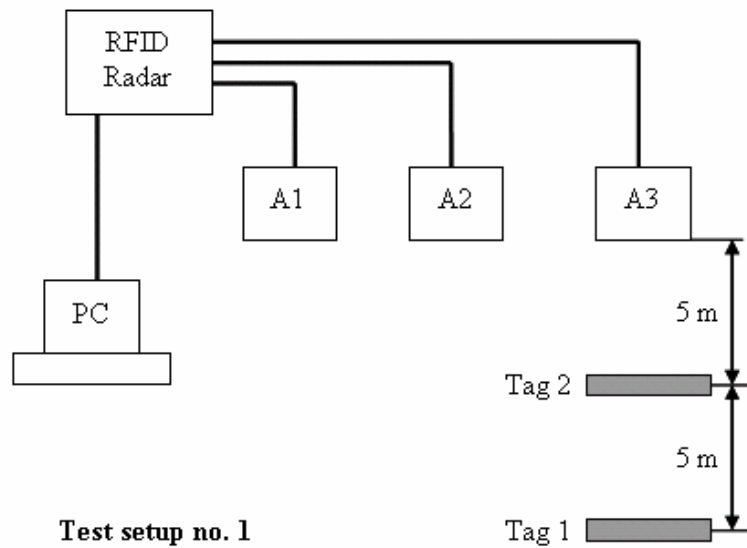 RFID
Radar
A1
A2
A3
PC
5 m
Tag 2
5 m
Test setup no. 1
Tag 1